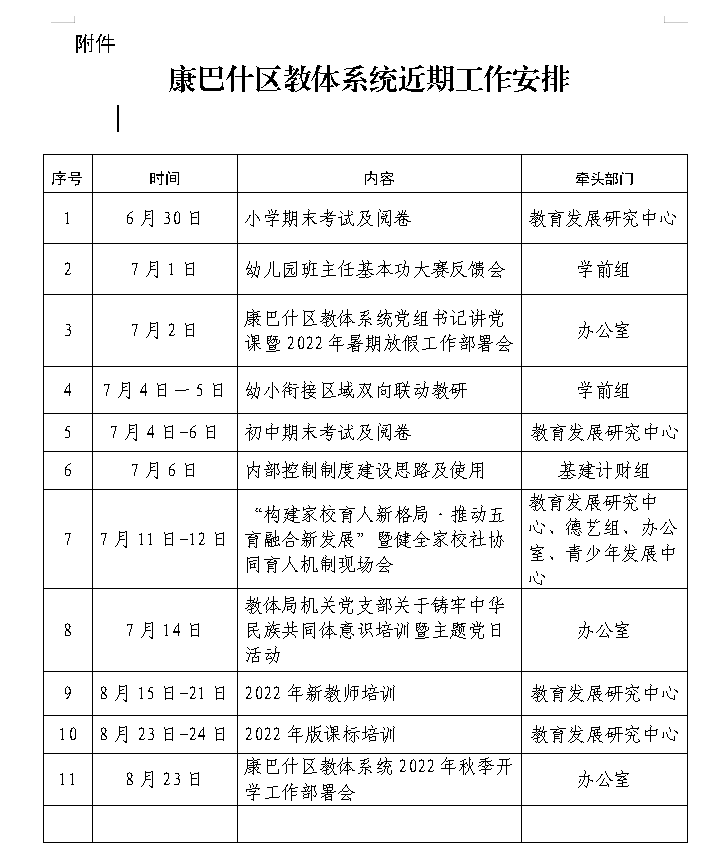 附件
康巴什区教体系统近期工作安排
序号 时间 内容 牵头部门
1 6月30日 小学期末考试及阅卷 教育发展研究中心
2 7月1日 幼儿园班主任基本功大赛反馈会 学前组
3 7月2日 康巴什区教体系统党组书记讲党
课暨2022年暑期放假工作部署会 办公室
4 7月4日—5日 幼小衔接区域双向联动教研 学前组
5 7月4日-6日 初中期末考试及阅卷 教育发展研究中心
6 7月6日 内部控制制度建设思路及使用 基建计财组
7 7月11日-12日 “构建家校育人新格局·推动五
育融合新发展”暨健全家校社协
同育人机制现场会 教育发展研究中
心、德艺组、办公
室、青少年发展中
心
8 7月14日 教体局机关党支部关于铸牢中华
民族共同体意识培训暨主题党日
活动 办公室
9 8月15日-21日 2022年新教师培训 教育发展研究中心
10 8月23日-24日 2022年版课标培训 教育发展研究中心
11 8月23日 康巴什区教体系统2022年秋季开
学工作部署会 办公室